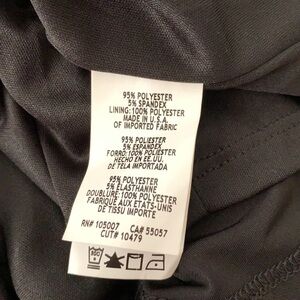 95% POLYESTER
5% SPANDEX
LINING: 100% POLYESTER
MADE IN U.S.A.
OF IMPORTED FABRIC
95% POLIESTER
5% ESPANDEX
FORRO: 100% POLIESTER
HECHO EN EE.UU.
DE TELA IMPORTADA
95% POLYESTER
5% ELASTHANNE
DOUBLURE: 100% POLYESTER
FABRIQUE AUX ETATS-UNIS
DE TISSU IMPORTE
RN# 105007 CA# 55057
CUT# 10479